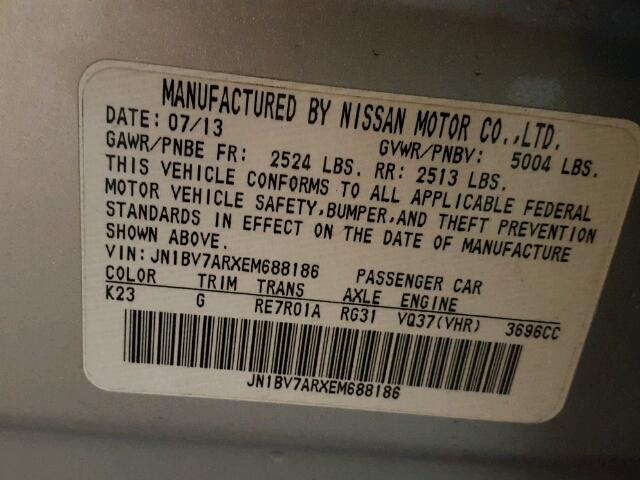 MANUFACTURED BY NISSAN MOTOR CO.,LTD.
DATE: 07/13 GVWR/PNBV: 5004 LBS.
GAWR/PNBE FR: 2524 LBS. RR: 2513 LBS.
THIS VEHICLE CONFORMS TO ALL APPLICABLE FEDERAL
MOTOR VEHICLE SAFETY,BUMPER,AND THEFT PREVENTION
STANDARDS IN EFFECT ON THE DATE OF MANUFACTURE
SHOWN ABOVE.
VIN:JN1BV7ARXEM688186 PASSENGER CAR
COLOR TRIM TRANS AXLE ENGINE
K23 G RE7R01A RG31 VQ37(VHR) 3696CC
JN1BV7ARXEM688186